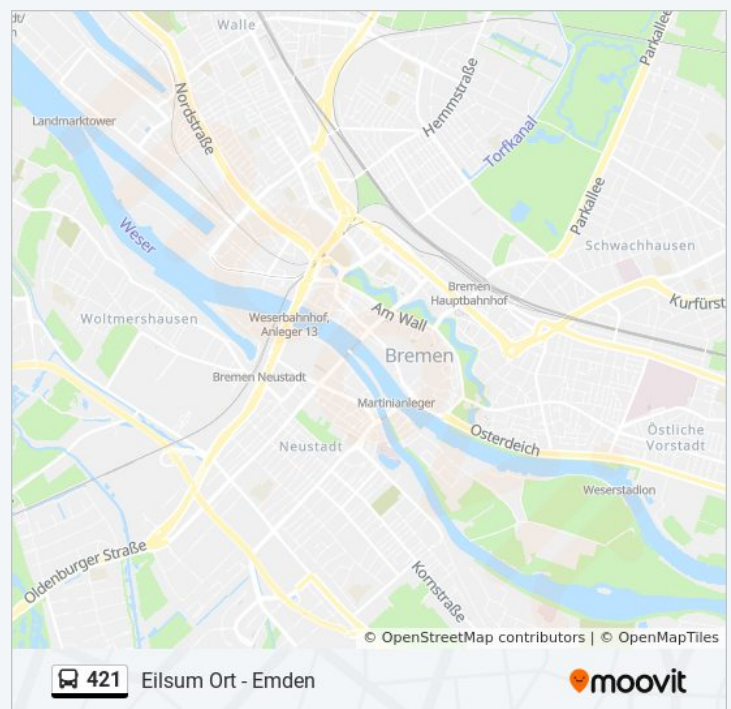 Walle
Parkallee
Hemmstraße
Nordstraße
Landmarktower
Torfkanal
Parkallee
Weser
Schwachhausen
Bremen
Hauptbahnhof
Kurfürst
Woltmershausen
Weserbahnhof,
Anleger 13
Am Wall
Bremen
Bremen Neustadt
Martinianleger
Neustadt
Osterdeich
Östliche
Vorstadt
Weserstadion
Oldenburger Straße
Kornstraße
© OpenStreetMap contributors | © OpenMapTiles
421 Eilsum Ort - Emden
moovit